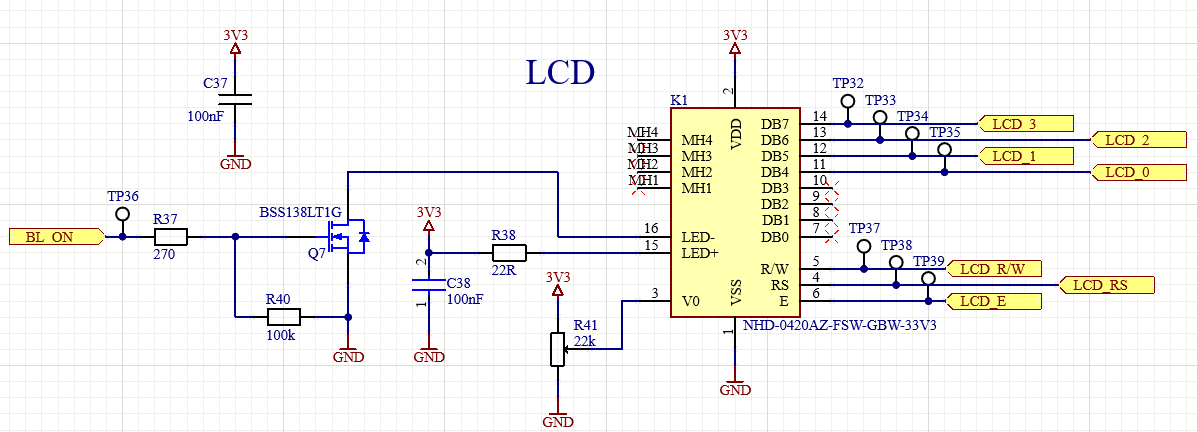 LCD
3V3
C37
100nF
GND
TP36
BL_ON
R37
270
R40
100k
BSS138LT1G
Q7
GND
3V3
2
C38
100nF
1
GND
R38
22R
3V3
R41
22k
GND
3V3
2
K1
VDD
MH4 MH4
MH3 MH3
MH2 MH2
MH1 MH1
16 LED-
15 LED+
3 V0
VSS
1
GND
NHD-0420AZ-FSW-GBW-33V3
DB7 14 TP32 LCD_3
DB6 13 TP33 LCD_2
DB5 12 TP34 LCD_1
DB4 11 TP35 LCD_0
DB3 10
DB2 9
DB1 8
DB0 7
R/W 5 TP37 LCD_R/W
RS 4 TP38 LCD_RS
E 6 TP39 LCD_E